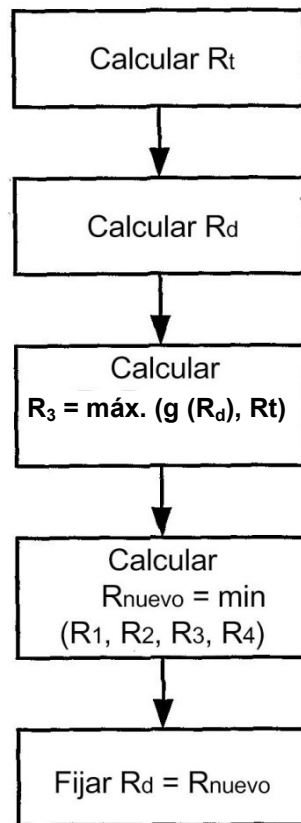 Calcular Rt
Calcular Rd
Calcular
R3 = máx. (g (Rd), Rt)
Calcular
Rnuevo = min
(R1, R2, R3, R4)
Fijar Rd = Rnuevo